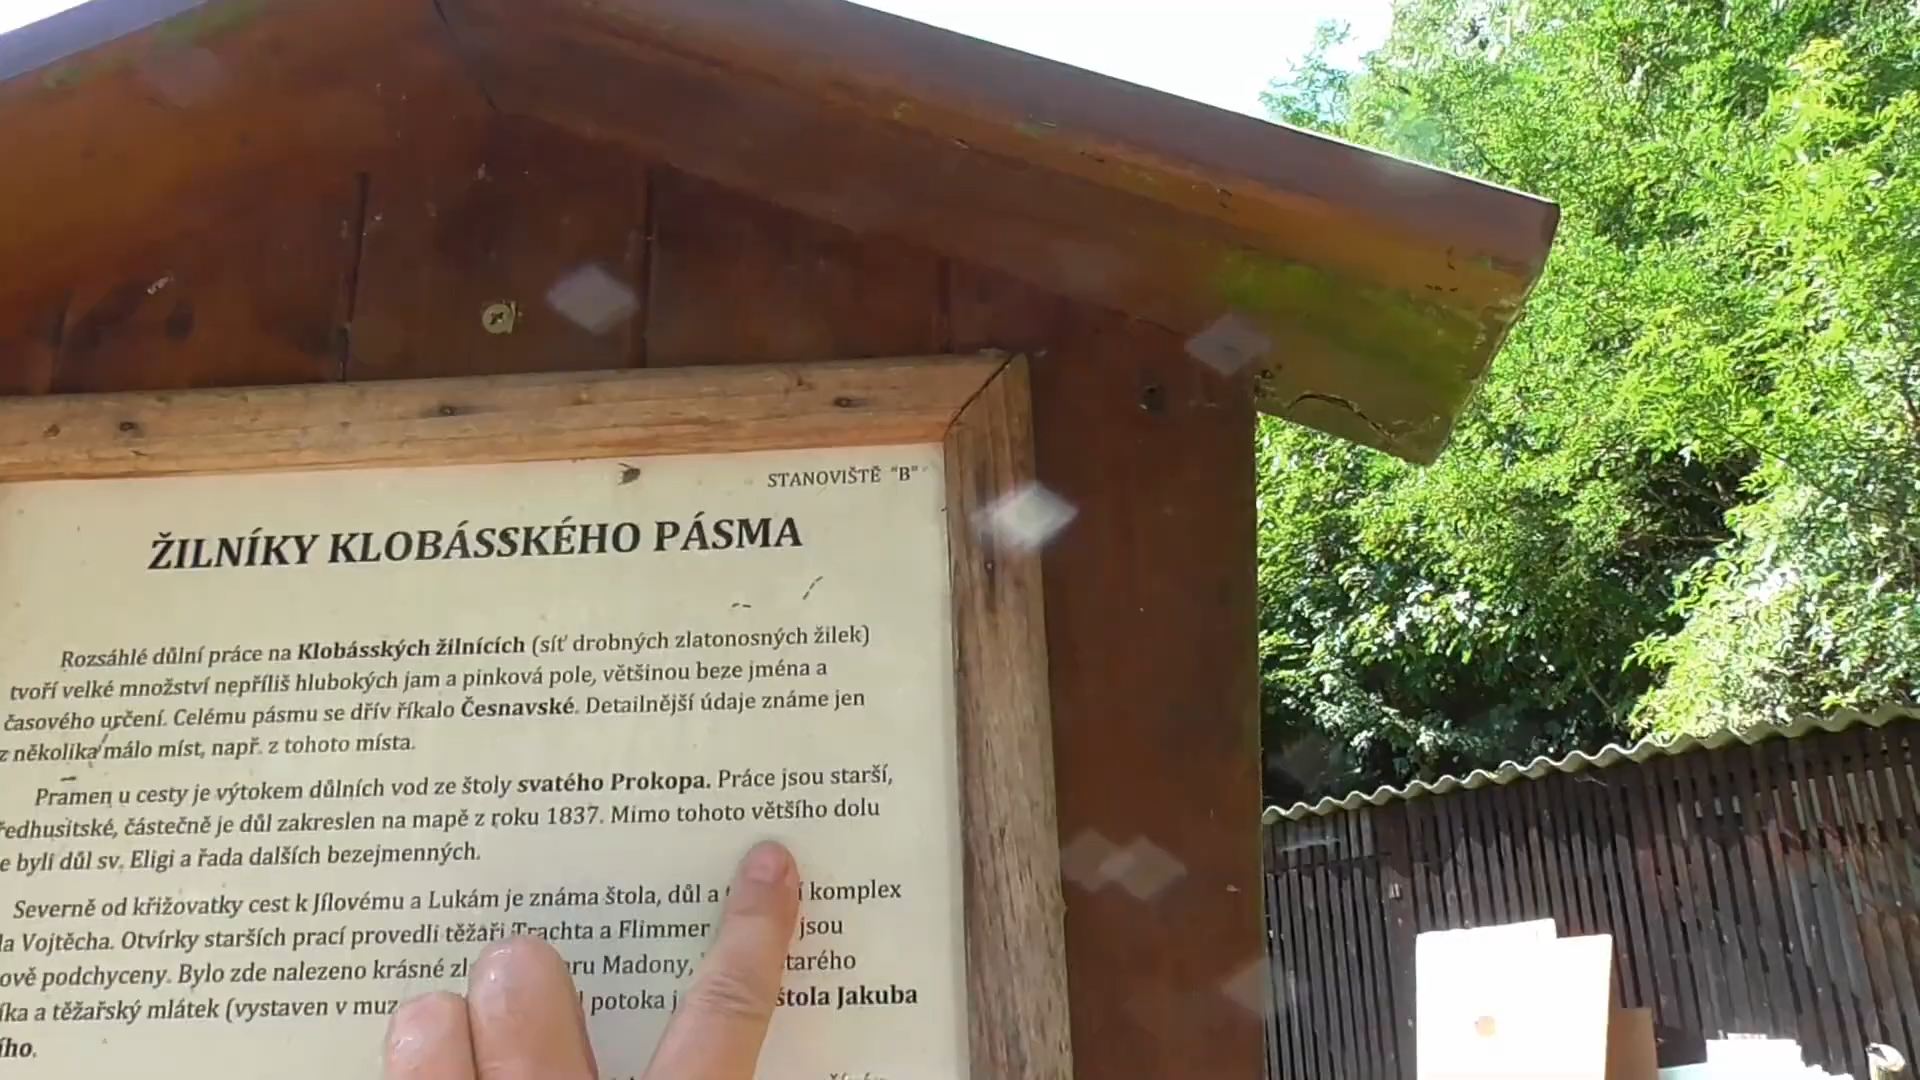 STANOVIŠTĚ "B"
ŽILNÍKY KLOBÁSSKÉHO PÁSMA
Rozsáhlé důlní práce na Klobásských žilnících (síť drobných zlatonosných žilek)
tvoří velké množství nepříliš hlubokých jam a pinková pole, většinou beze jména a
časového určení. Celému pásmu se dřív říkalo Česnavské. Detailnější údaje známe jen
z několika málo míst, např. z tohoto místa.
Pramen u cesty je výtokem důlních vod ze štoly svatého Prokopa. Práce jsou starší,
ředhusitské, částečně je důl zakreslen na mapě z roku 1837. Mimo tohoto většího dolu
e byli důl sv. Eligi a řada dalších bezejmenných.
Severně od křižovatky cest k Jílovému a Lukám je známa štola, důl a komplex
la Vojtěcha. Otvírky starších prací provedli těžaři Trachta a Flimmer jsou
ově podchyceny. Bylo zde nalezeno krásné zl ru Madony, tarého
íka a těžařský mlátek (vystaven v muz potoka j štola Jakuba
ího.